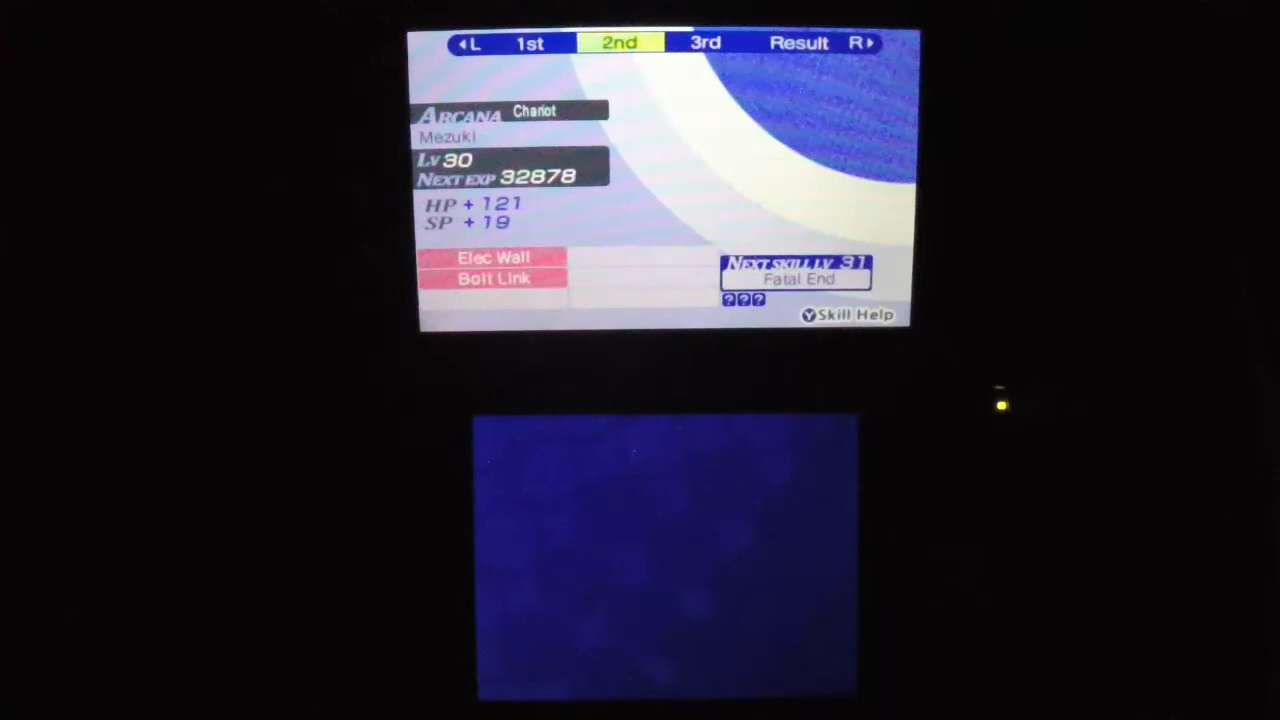 L 1st 2nd 3rd Result R
ARCANA Chariot
Mezuki
LV 30
NEXT EXP 32878
HP + 121
SP + 19
Elec Wall
Bolt Link
NEXT SKILL LV 31
Fatal End
???
Y Skill Help